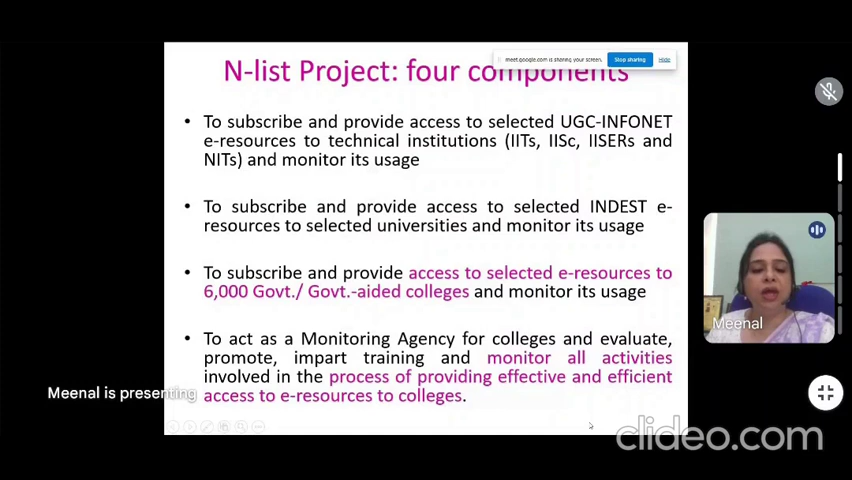 N-list Project: four components
meet.google.com is sharing your screen.
Stop sharing
Hide
• To subscribe and provide access to selected UGC-INFONET
e-resources to technical institutions (IITs, IISc, IISERs and
NITs) and monitor its usage
• To subscribe and provide access to selected INDEST e-
resources to selected universities and monitor its usage
• To subscribe and provide access to selected e-resources to
6,000 Govt./ Govt.-aided colleges and monitor its usage
• To act as a Monitoring Agency for colleges and evaluate,
promote, impart training and monitor all activities
involved in the process of providing effective and efficient
access to e-resources to colleges.
Meenal
Meenal is presenting
clideo.com